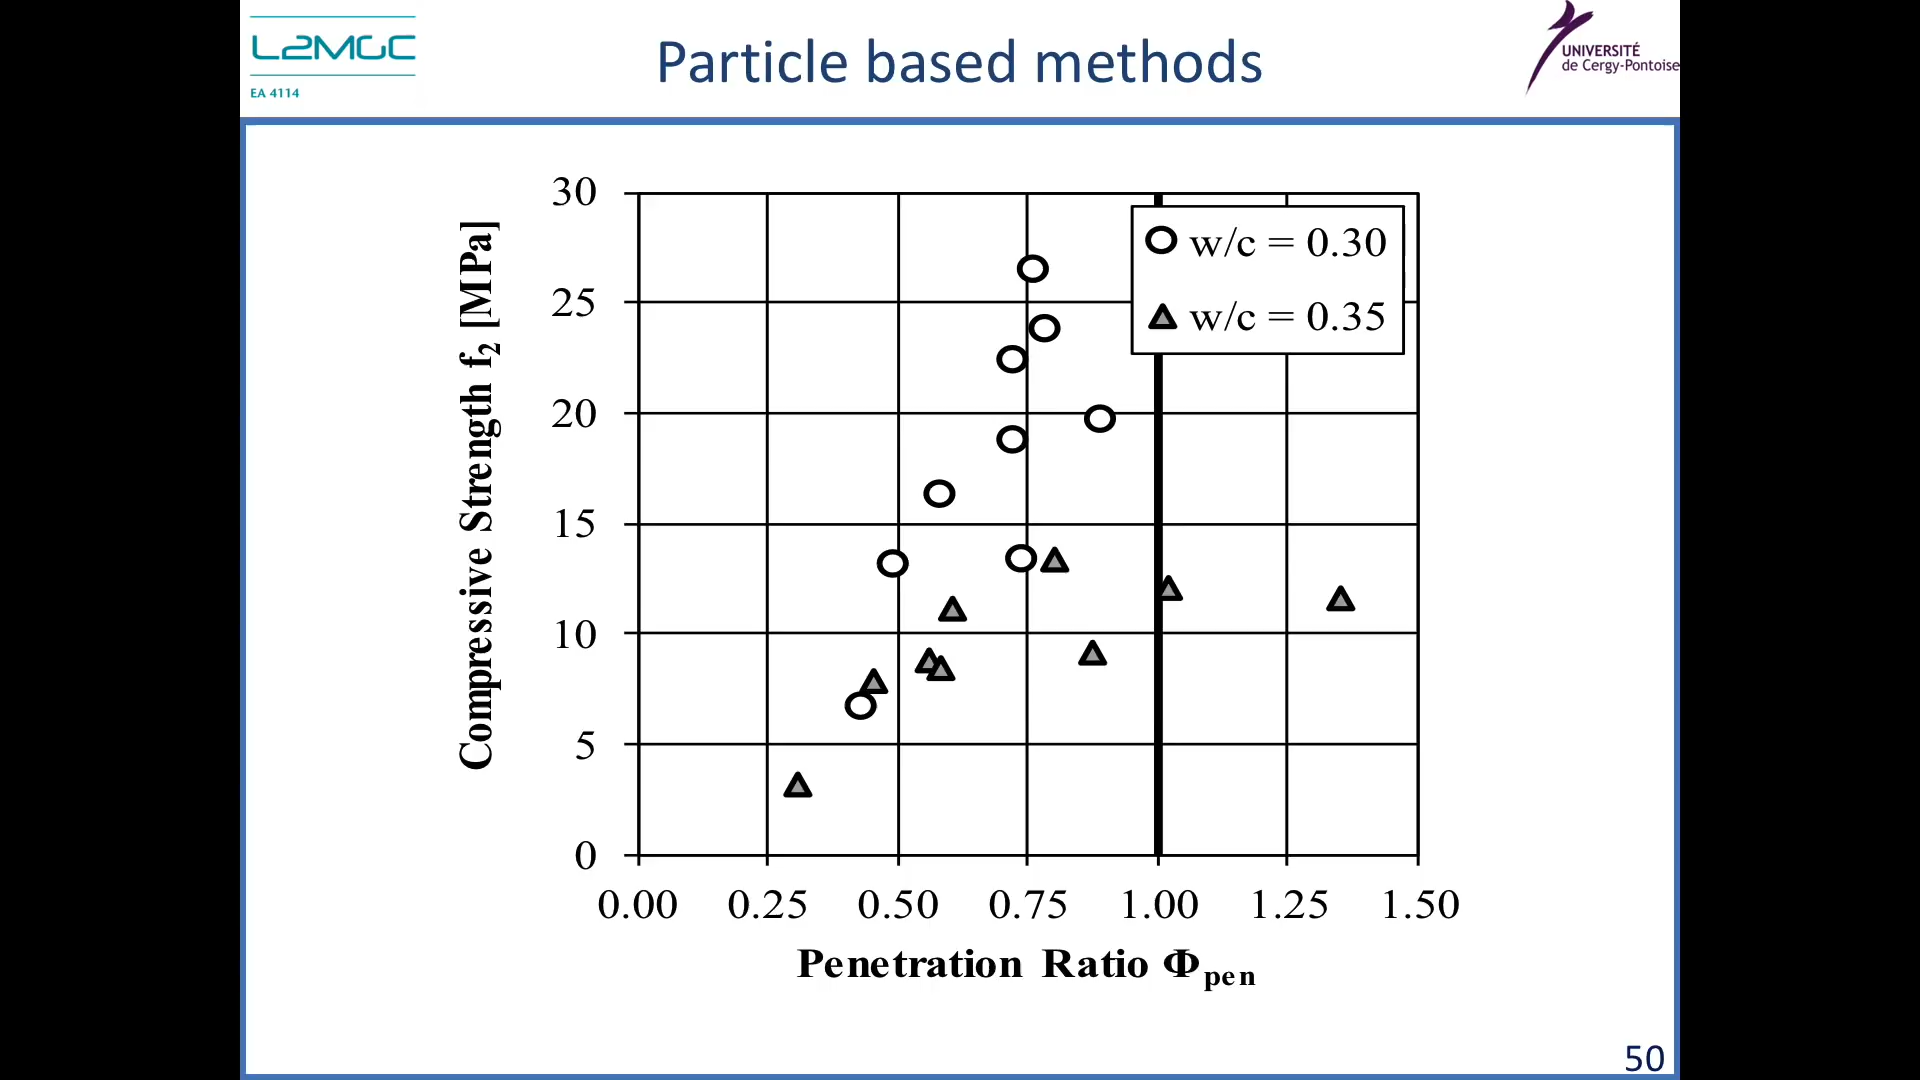 L2MGC
EA 4114
Particle based methods
UNIVERSITÉ
de Cergy-Pontoise
30
25
20
15
10
5
0
Compressive Strength f2 [MPa]
w/c = 0.30
w/c = 0.35
0.00 0.25 0.50 0.75 1.00 1.25 1.50
Penetration Ratio Φpen
50